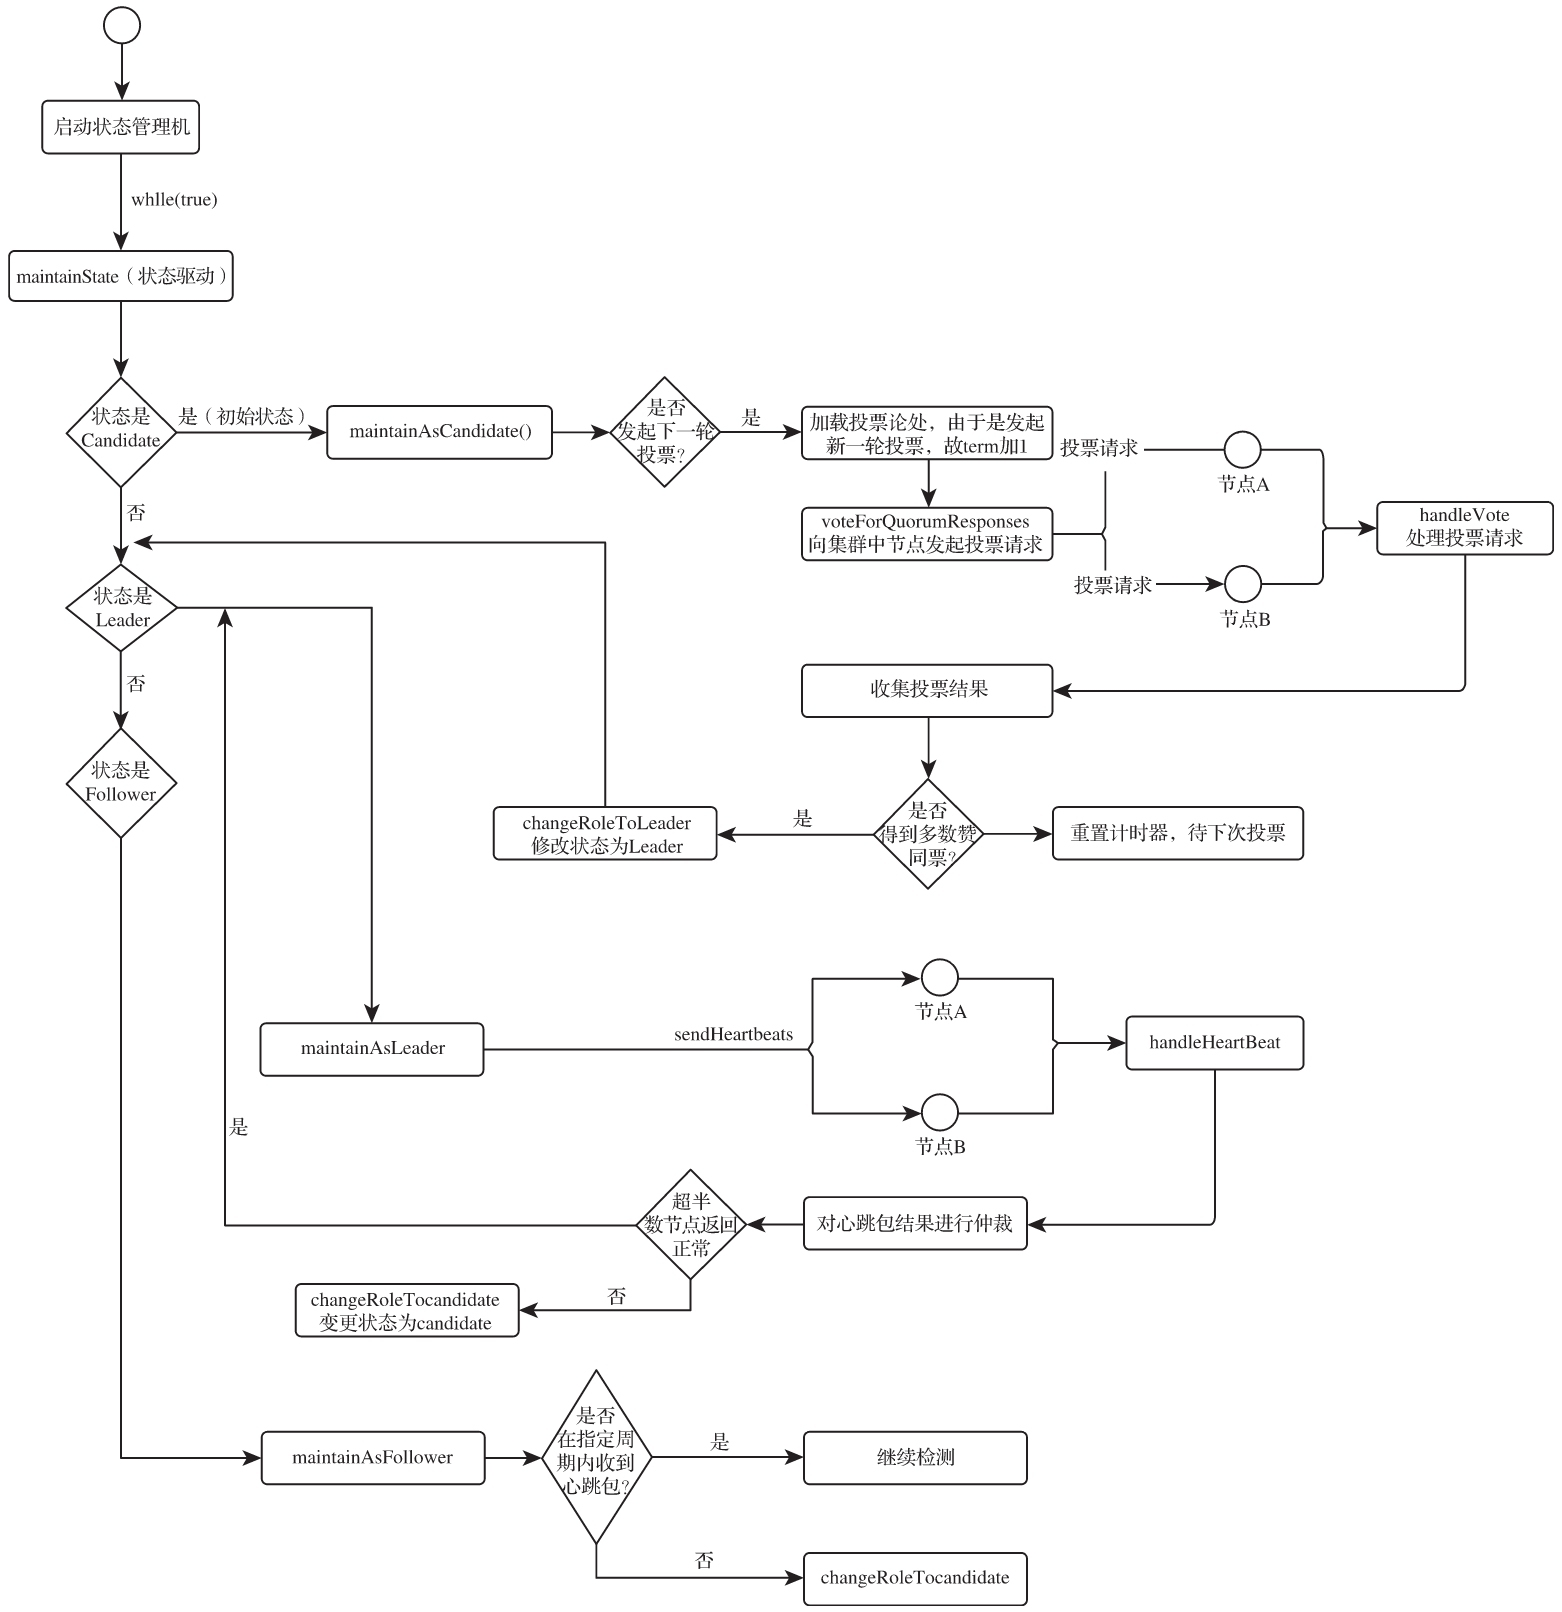 启动状态管理机
whlle(true)
maintainState（状态驱动）
状态是
Candidate
是（初始状态）
maintainAsCandidate()
是否
发起下一轮
投票?
是
加载投票论处，由于是发起
新一轮投票，故term加1
投票请求
节点A
否
voteForQuorumResponses
向集群中节点发起投票请求
handleVote
处理投票请求
投票请求
节点B
状态是
Leader
否
收集投票结果
状态是
Follower
changeRoleToLeader
修改状态为Leader
是
是否
得到多数赞
同票?
重置计时器，待下次投票
节点A
maintainAsLeader
sendHeartbeats
handleHeartBeat
是
节点B
超半
数节点返回
正常
对心跳包结果进行仲裁
changeRoleTocandidate
变更状态为candidate
否
maintainAsFollower
是否
在指定周
期内收到
心跳包?
是
继续检测
否
changeRoleTocandidate